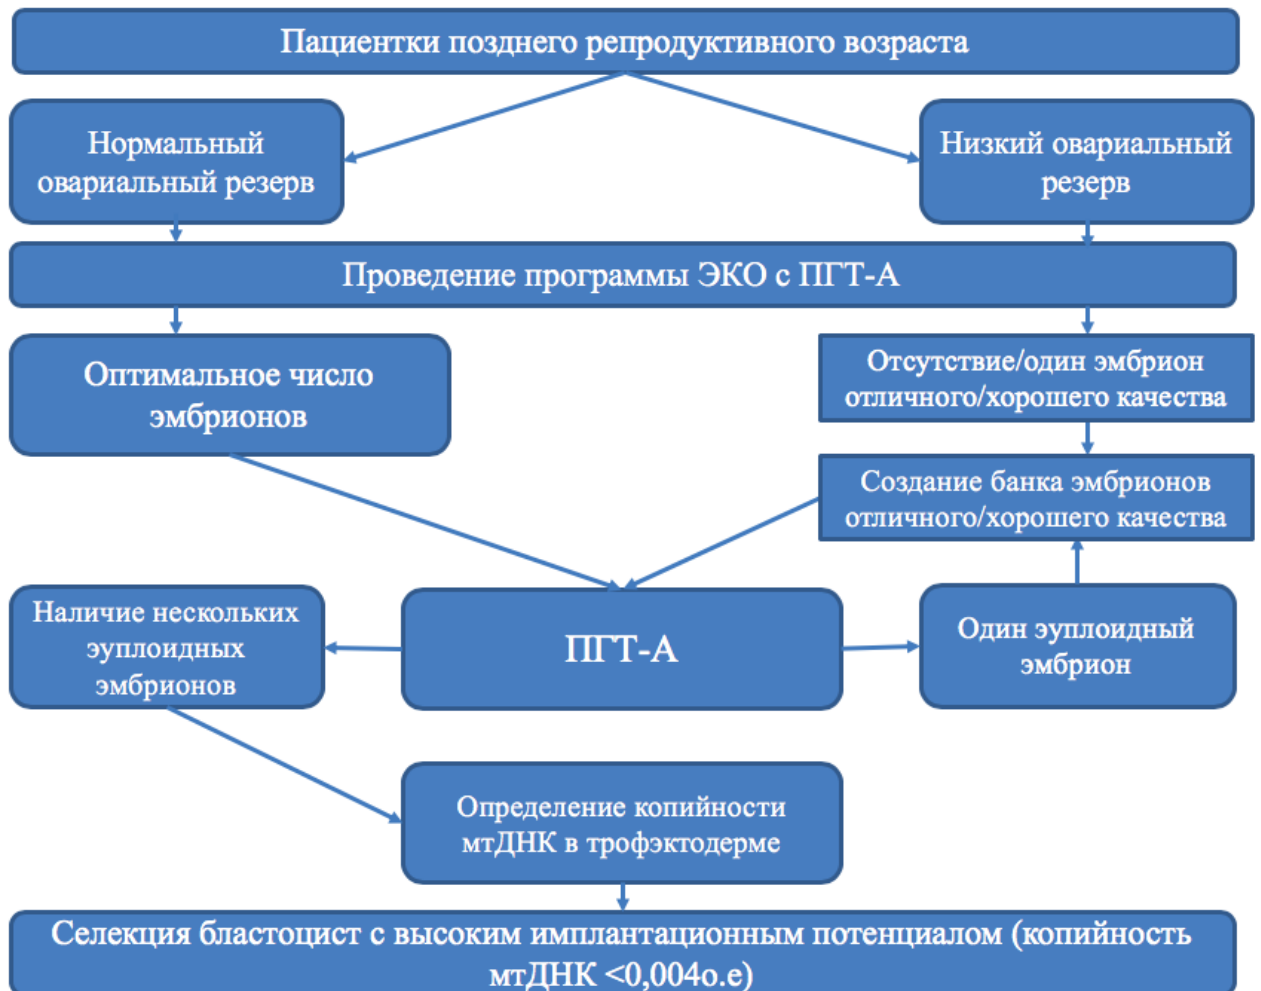 Пациентки позднего репродуктивного возраста
Нормальный
овариальный резерв
Низкий овариальный
резерв
Проведение программы ЭКО с ПГТ-А
Оптимальное число
эмбрионов
Отсутствие/один эмбрион
отличного/хорошего качества
Создание банка эмбрионов
отличного/хорошего качества
Наличие нескольких
эуплоидных
эмбрионов
ПГТ-А
Один эуплоидный
эмбрион
Определение копийности
мтДНК в трофэктодерме
Селекция бластоцист с высоким имплантационным потенциалом (копийность
мтДНК <0,004о.е)